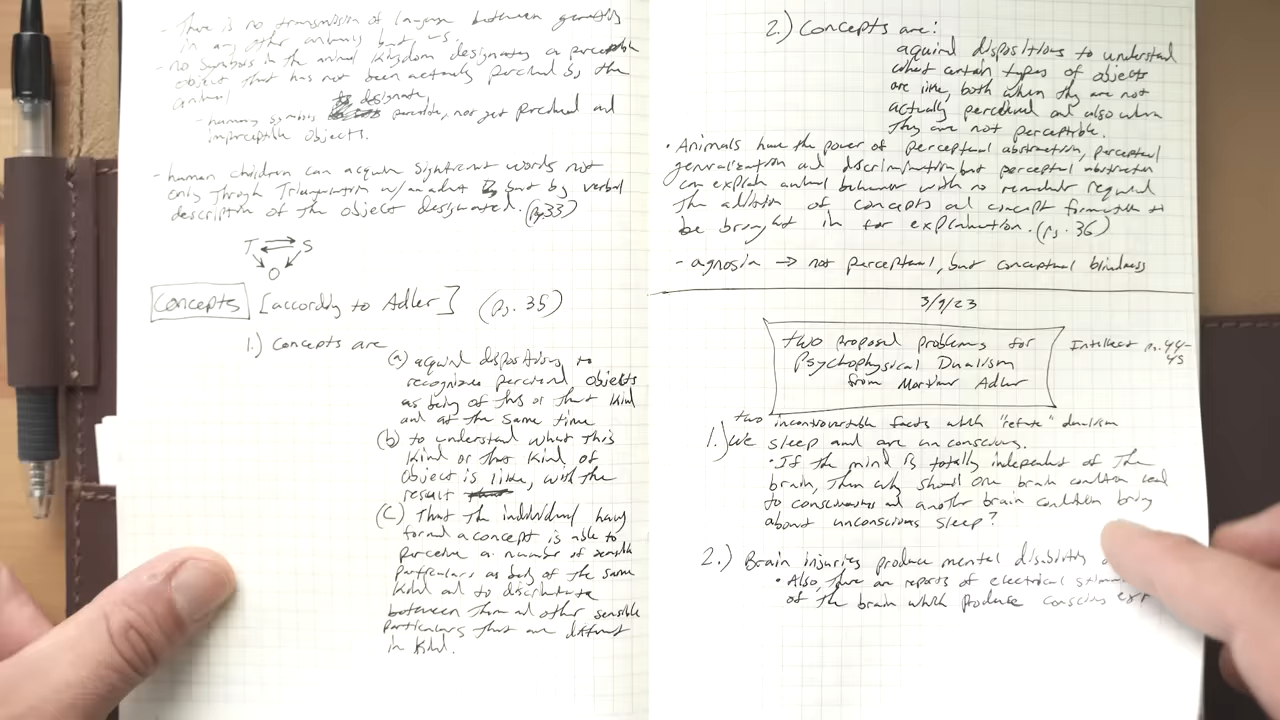 - There is no transmission of language between generations
in any other animal but us.
- no symbols in the animal kingdom designates a perceptible
object that has not been actually perceived by the
animal
designate
- human symbols perceptible, nor yet perceived and
imperceptible objects.
- human children can acquire significant words not
only through Triangulation w/ an adult but by verbal
description of the object designated. (pg. 33)
T S
O
Concepts [according to Adler] (pg. 35)
1.) Concepts are
(a) acquired dispositions to
recognize perceived objects
as being of this or that kind
and at the same time
(b) to understand what this
kind or that kind of
object is like, with the
result
(c) That the individual having
formed a concept is able to
perceive a number of sensible
particulars as being of the same
kind and to discriminate
between them and other sensible
particulars that are different
in kind.
2.) Concepts are:
acquired dispositions to understand
what certain types of objects
are like, both when they are not
actually perceived and also when
they are not perceptible.
• Animals have the power of perceptual abstraction, perceptual
generalization and discrimination, but perceptual abstraction
can explain animal behavior with no remainder required
The addition of concepts and concept formation to
be brought in for explanation. (pg. 36)
- agnosia → not perceptual, but conceptual blindness
3/9/23
two proposed problems for
Psychophysical Dualism
from Mortimer Adler
Intellect pg. 44-
45
two incontrovertible facts which "refute" dualism
1.) We sleep and are unconscious.
• If the mind is totally independent of the
brain, then why should one brain condition lead
to consciousness and another brain condition bring
about unconscious sleep?
2.) Brain injuries produce mental disability
• Also, there are reports of electrical
of the brain which produce conscious